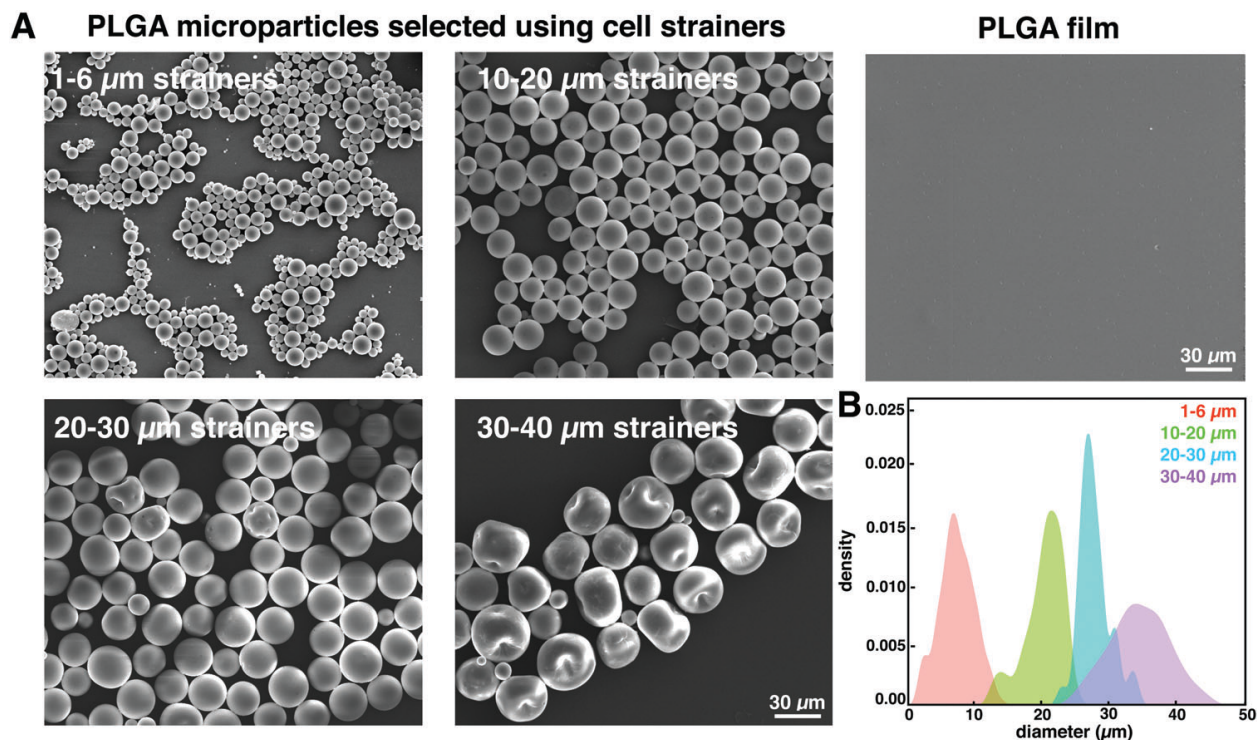 A
PLGA microparticles selected using cell strainers
PLGA film
1-6 µm strainers
10-20 µm strainers
30 µm
20-30 µm strainers
30-40 µm strainers
30 µm
B
1-6 µm
10-20 µm
20-30 µm
30-40 µm
density
0.025
0.020
0.015
0.010
0.005
0.00
0 10 20 30 40 50
diameter (µm)